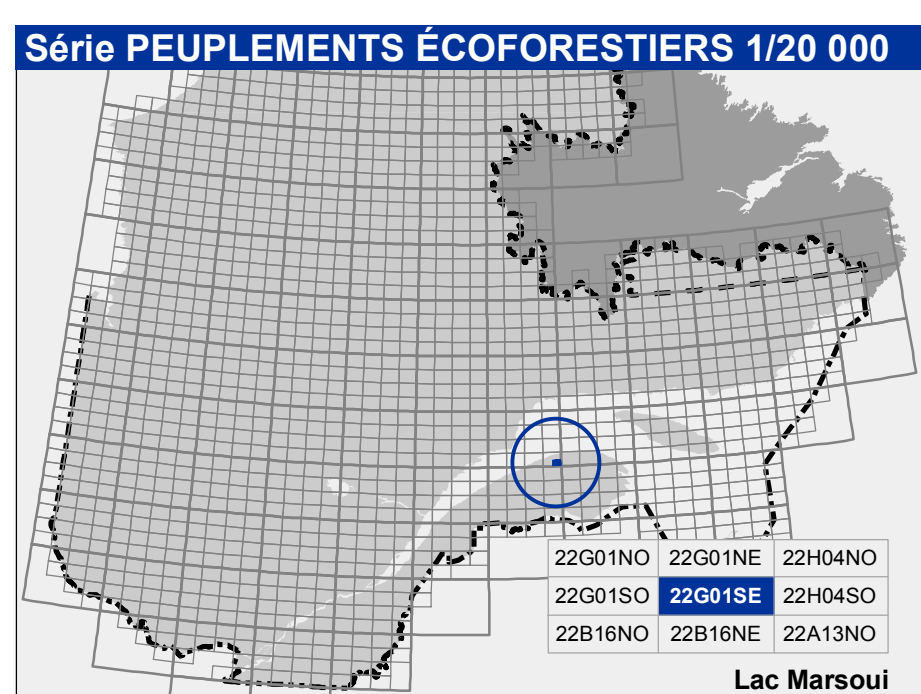 Série PEUPLEMENTS ÉCOFORESTIERS 1/20 000
22G01NO 22G01NE 22H04NO
22G01SO 22G01SE 22H04SO
22B16NO 22B16NE 22A13NO
Lac Marsoui